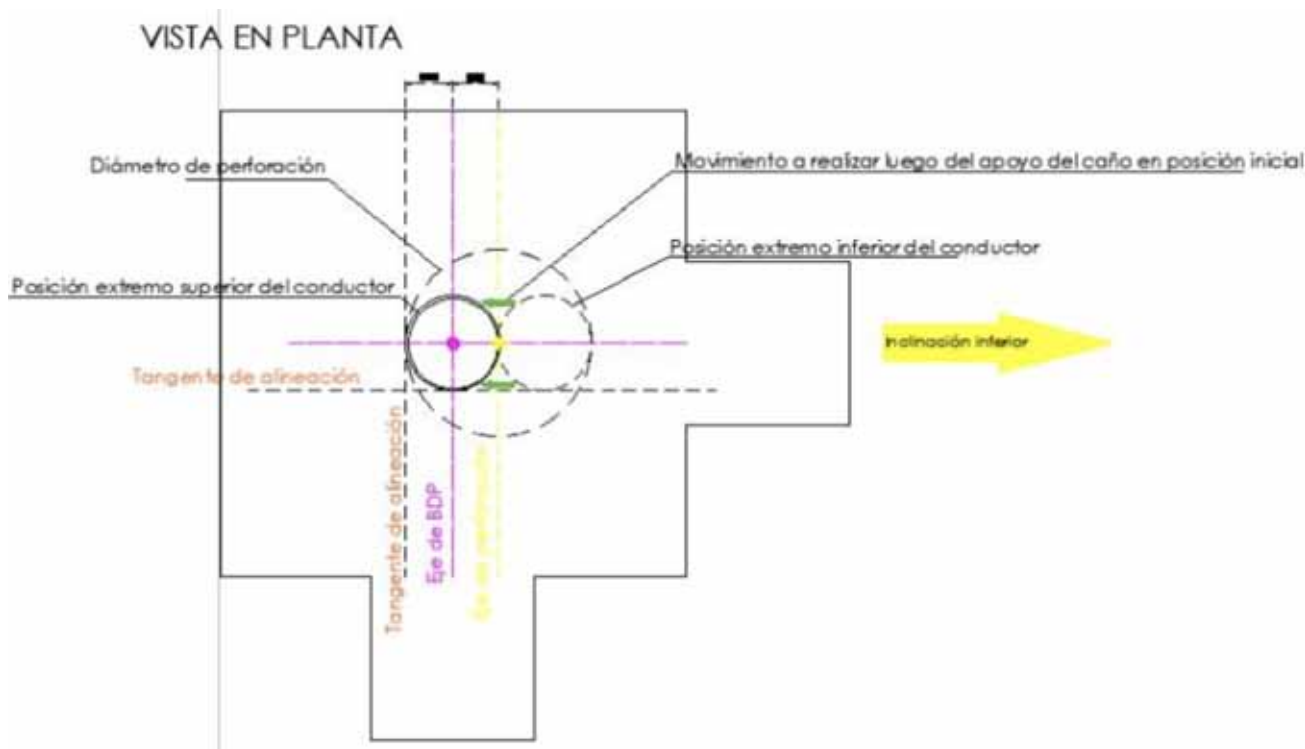 VISTA EN PLANTA
Diámetro de perforación
Movimiento a realizar luego del apoyo del caño en posición inicial
Posición extremo inferior del conductor
Posición extremo superior del conductor
Inclinación inferior
Tangente de alineación
Tangente de alineación
Eje de BDP
Eje de perforación